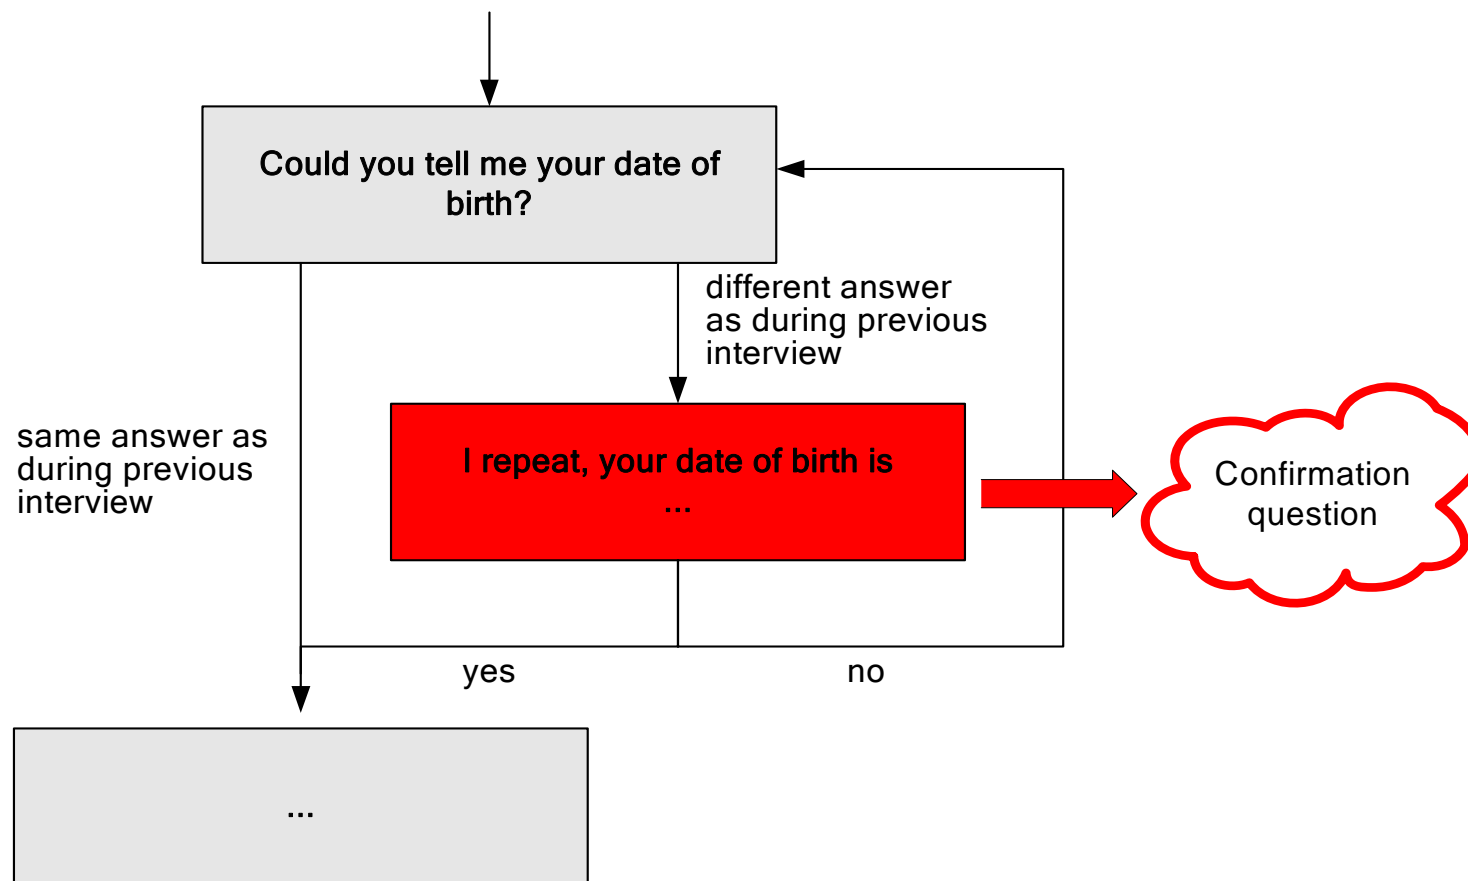 Could you tell me your date of
birth?
different answer
as during previous
interview
same answer as
during previous
interview
I repeat, your date of birth is
...
Confirmation
question
yes
no
...